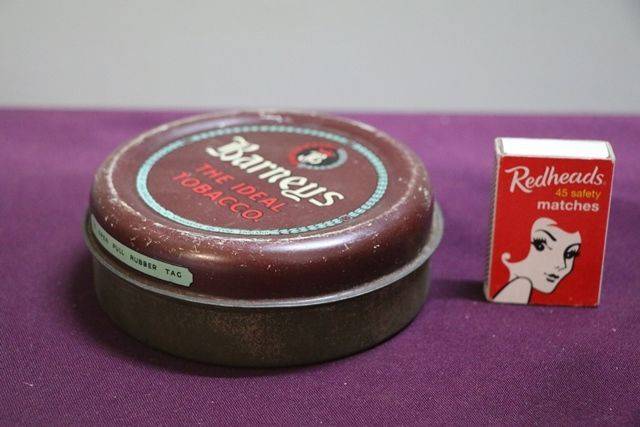 Barneys
THE IDEAL
TOBACCO.
PULL RUBBER TAG
Redheads
45 safety
matches